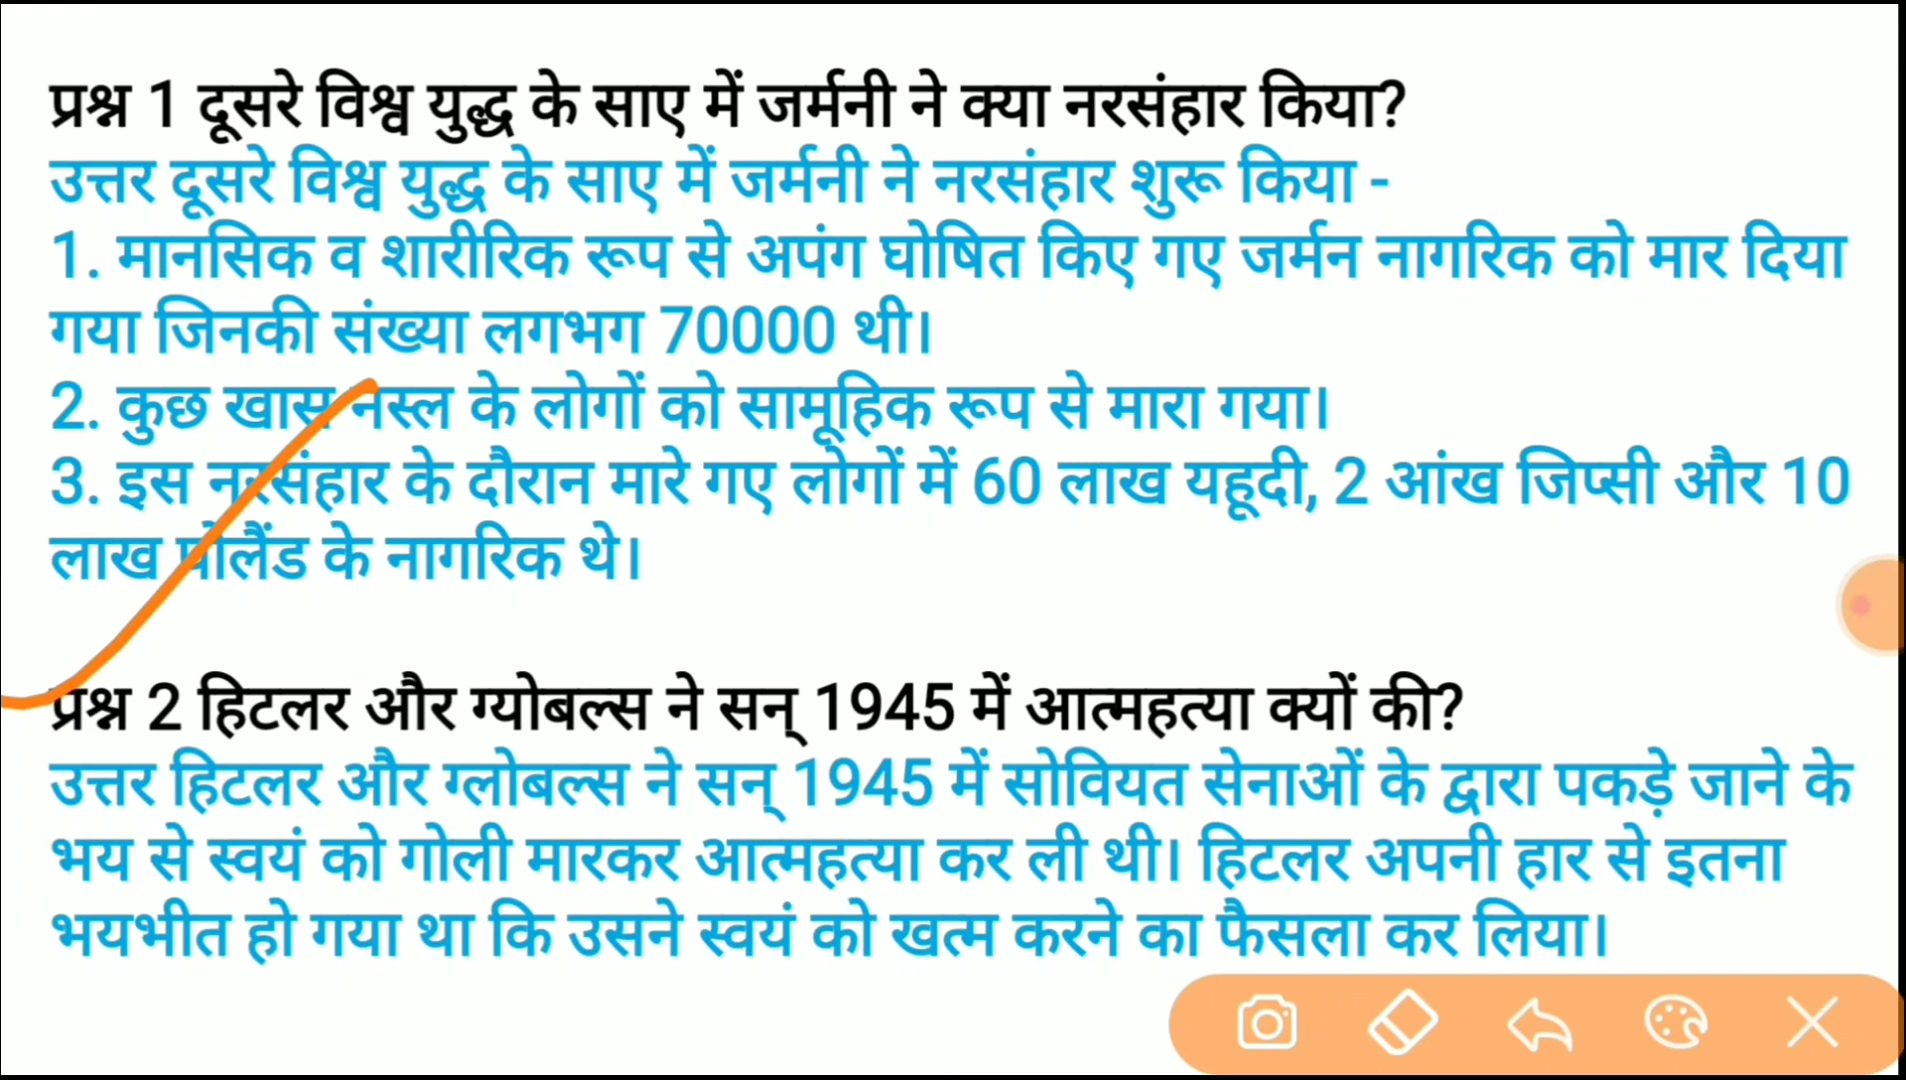 प्रश्न 1 दूसरे विश्व युद्ध के साए में जर्मनी ने क्या नरसंहार किया?
उत्तर दूसरे विश्व युद्ध के साए में जर्मनी ने नरसंहार शुरू किया -
1. मानसिक व शारीरिक रूप से अपंग घोषित किए गए जर्मन नागरिक को मार दिया
गया जिनकी संख्या लगभग 70000 थी।
2. कुछ खास नस्ल के लोगों को सामूहिक रूप से मारा गया।
3. इस नरसंहार के दौरान मारे गए लोगों में 60 लाख यहूदी, 2 आंख जिप्सी और 10
लाख पोलैंड के नागरिक थे।
प्रश्न 2 हिटलर और ग्योबल्स ने सन् 1945 में आत्महत्या क्यों की?
उत्तर हिटलर और ग्लोबल्स ने सन् 1945 में सोवियत सेनाओं के द्वारा पकड़े जाने के
भय से स्वयं को गोली मारकर आत्महत्या कर ली थी। हिटलर अपनी हार से इतना
भयभीत हो गया था कि उसने स्वयं को खत्म करने का फैसला कर लिया।